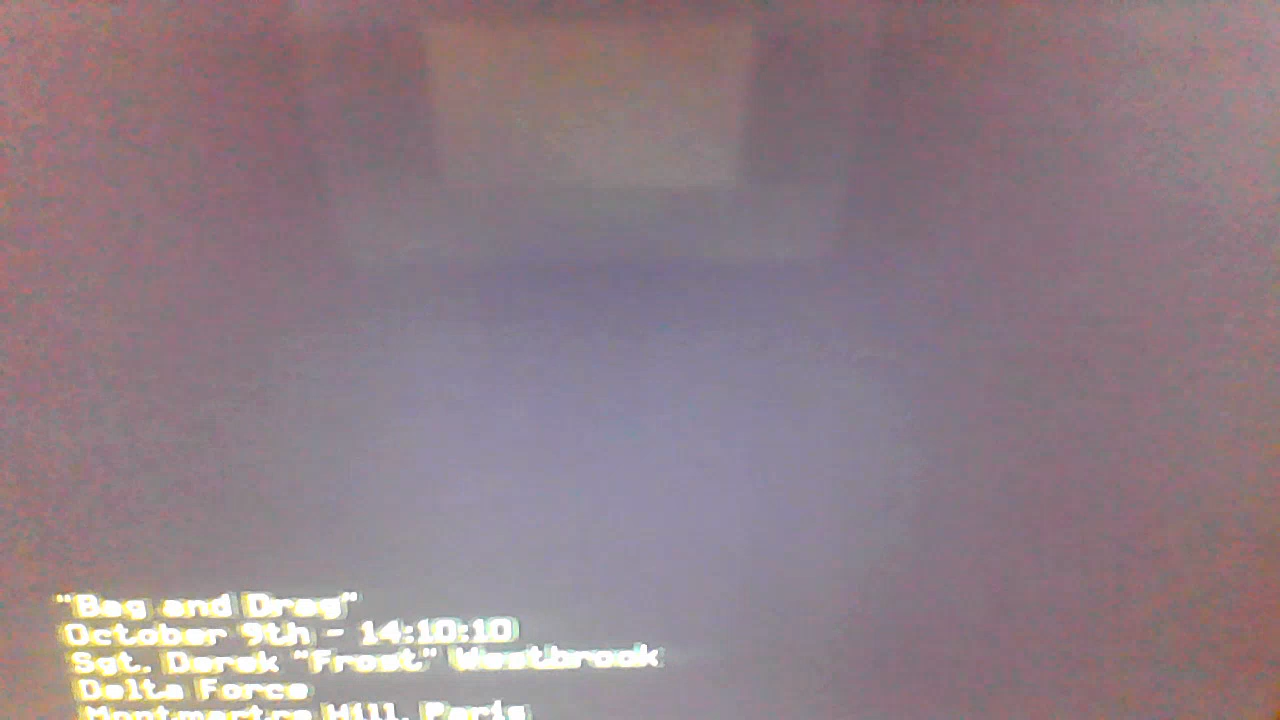 "Bag and Drag"
October 9th - 14:10:10
Sgt. Derek "Frost" Westbrook
Delta Force
Montmartre Hill, Paris